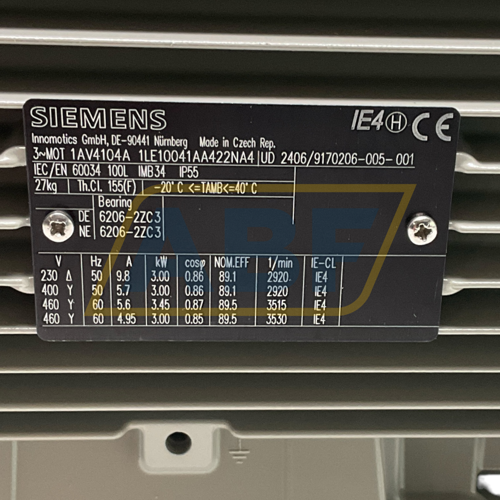 SIEMENS IE4 H CE
Innomotics GmbH, DE-90441 Nürnberg Made in Czech Rep.
3~MOT 1AV4104A 1LE10041AA422NA4 UD 2406/9170206-005-001
IEC/EN 60034 100L IMB34 IP55
27kg Th.CL 155(F) -20°C <=TAMB<=40°C
Bearing
DE 6206-2ZC3
NE 6206-2ZC3
V Hz A kW cosφ NOM.EFF 1/min IE-CL
230 Δ 50 9.8 3.00 0.86 89.1 2920 IE4
400 Y 50 5.7 3.00 0.86 89.1 2920 IE4
460 Y 60 5.6 3.45 0.87 89.5 3515 IE4
460 Y 60 4.95 3.00 0.85 89.5 3530 IE4
ABF